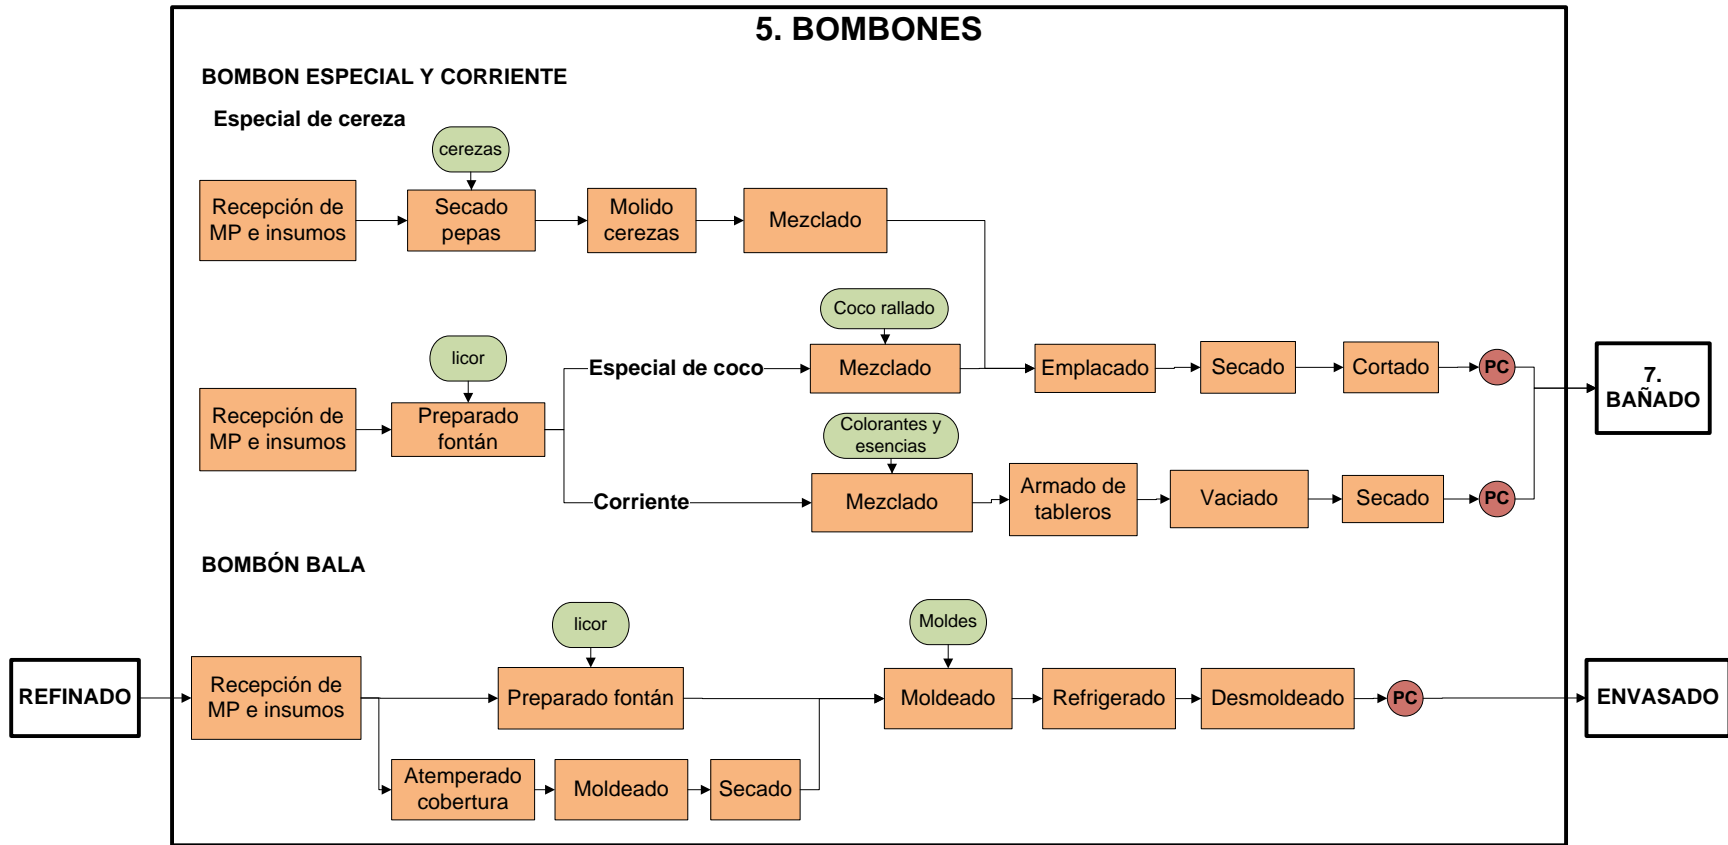 5. BOMBONES
BOMBON ESPECIAL Y CORRIENTE
Especial de cereza
cerezas
Recepción de
MP e insumos
Secado
pepas
Molido
cerezas
Mezclado
Coco rallado
licor
Especial de coco
Mezclado
Emplacado
Secado
Cortado
PC
7.
BAÑADO
Recepción de
MP e insumos
Preparado
fontán
Colorantes y
esencias
Corriente
Mezclado
Armado de
tableros
Vaciado
Secado
PC
BOMBÓN BALA
licor
Moldes
REFINADO
Recepción de
MP e insumos
Preparado fontán
Moldeado
Refrigerado
Desmoldeado
PC
ENVASADO
Atemperado
cobertura
Moldeado
Secado